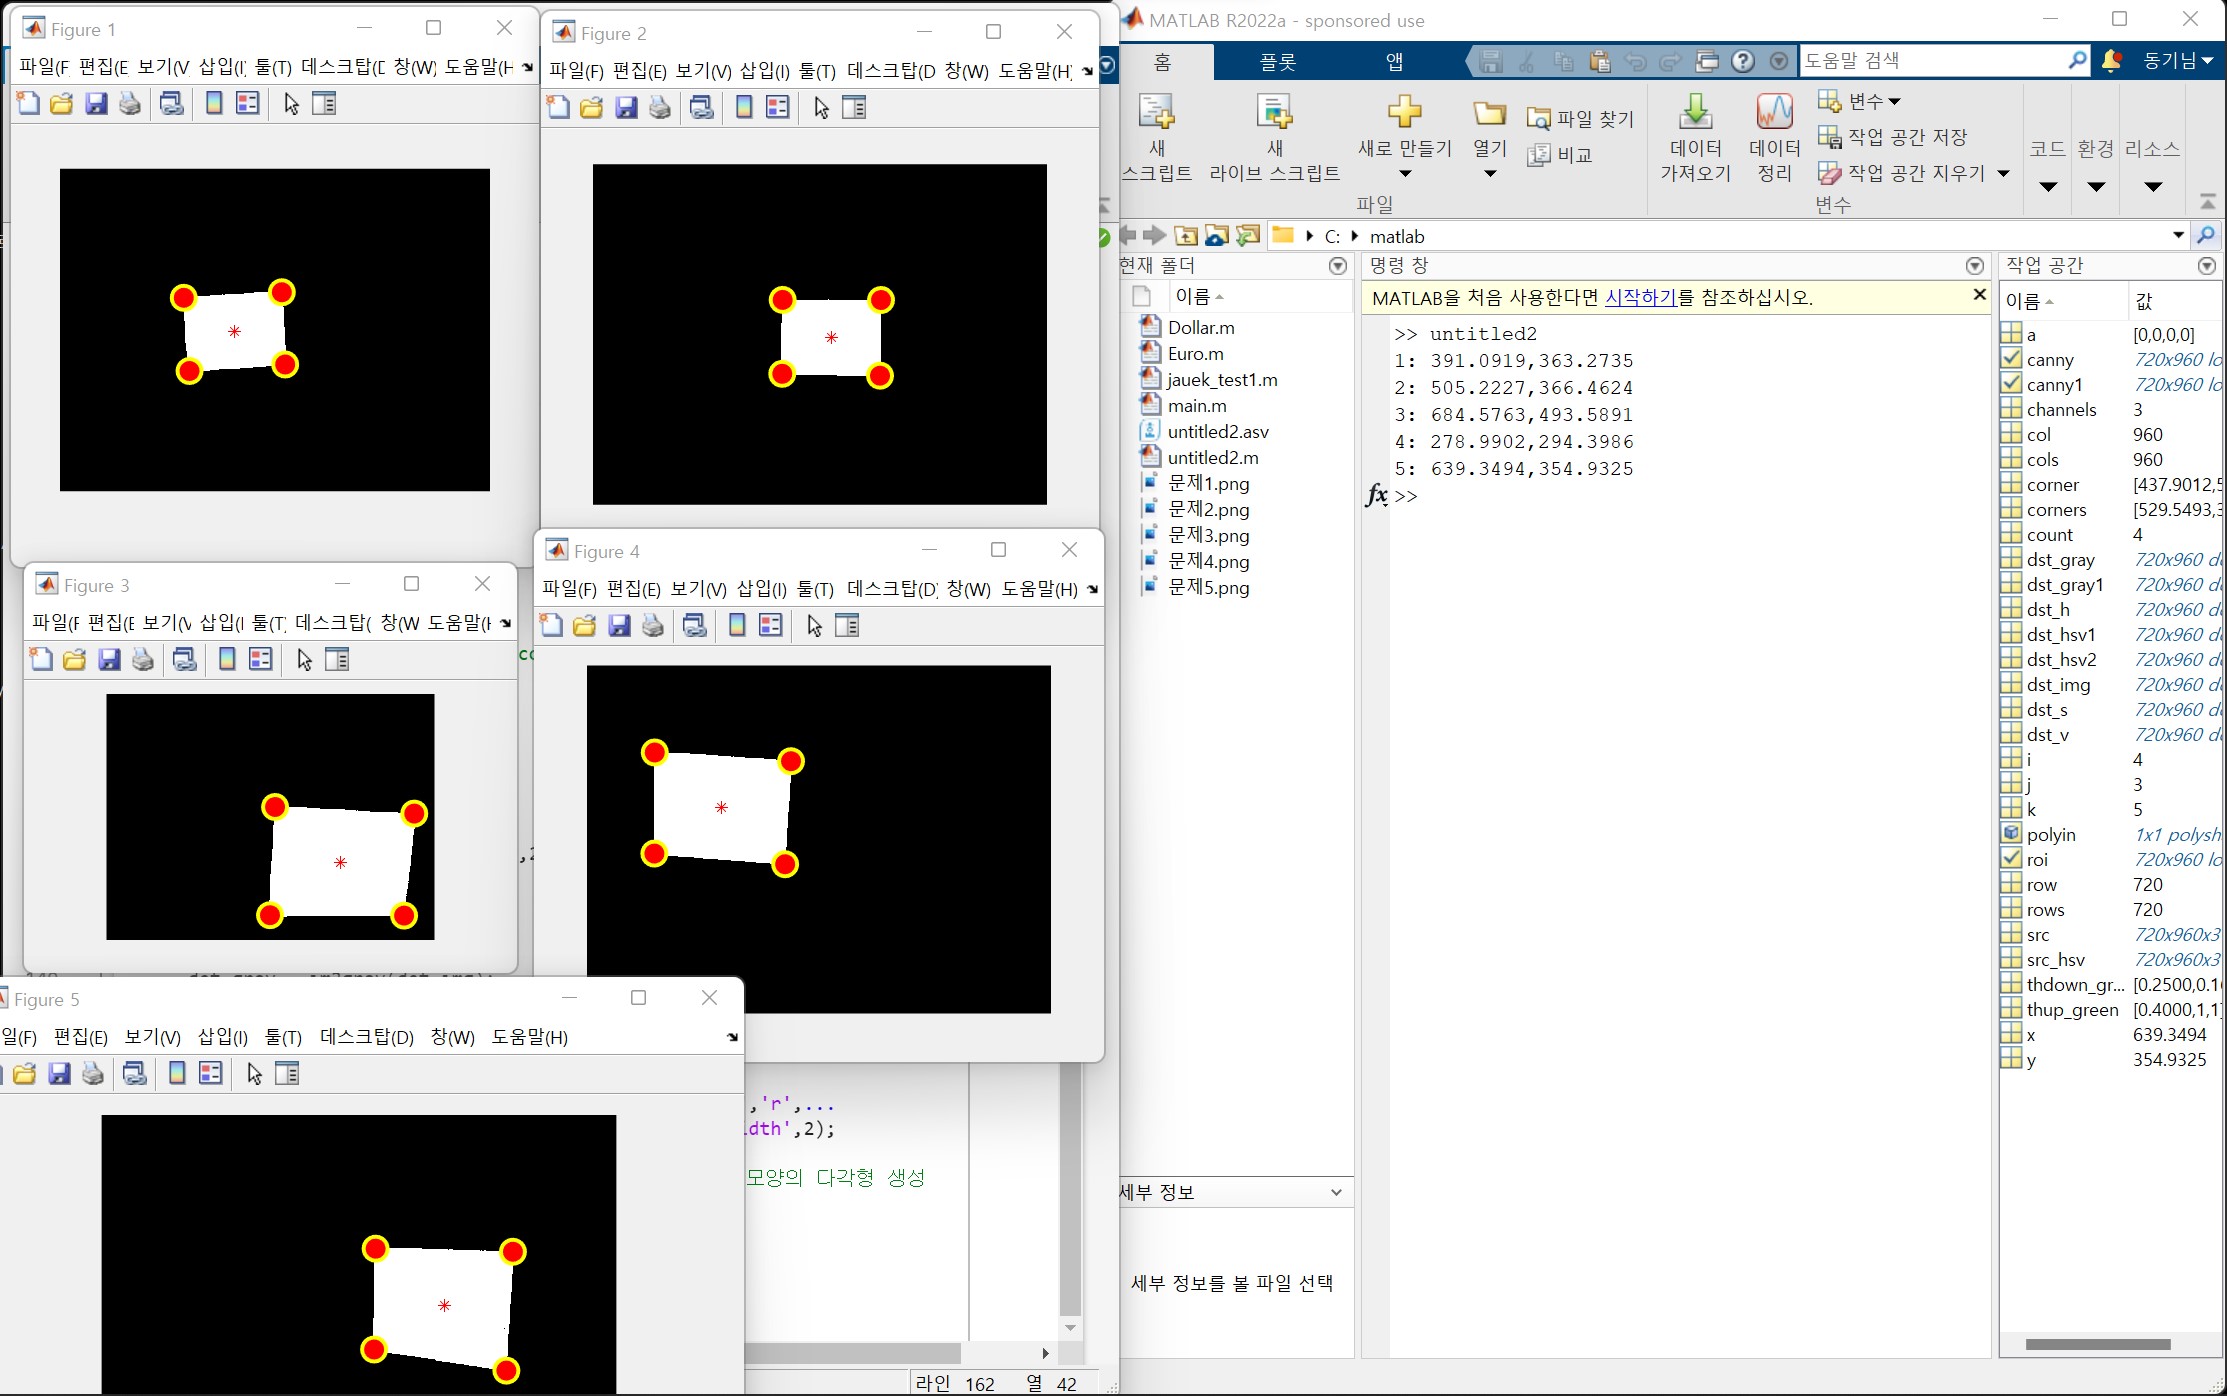 Figure 1
파일(F 편집(E 보기(V 삽입(I 툴(T) 데스크탑(D 창(W) 도움말(H
Figure 2
파일(F) 편집(E) 보기(V) 삽입(I) 툴(T) 데스크탑(D 창(W) 도움말(H)
Figure 3
파일(F 편집(E 보기(V 삽입(I 툴(T) 데스크탑( 창(W 도움말(H
Figure 4
파일(F) 편집(E) 보기(V) 삽입(I) 툴(T) 데스크탑(D) 창(W) 도움말(H)
Figure 5
일(F) 편집(E) 보기(V) 삽입(I) 툴(T) 데스크탑(D) 창(W) 도움말(H)
,'r',...
dth',2);
모양의 다각형 생성
라인 162 열 42
MATLAB R2022a - sponsored use
홈 플롯 앱
도움말 검색
동기님
새 스크립트
새 라이브 스크립트
새로 만들기
열기
파일 찾기
비교
파일
데이터 가져오기
데이터 정리
변수
작업 공간 저장
작업 공간 지우기
변수
코드 환경 리소스
C: matlab
현재 폴더
이름
Dollar.m
Euro.m
jauek_test1.m
main.m
untitled2.asv
untitled2.m
문제1.png
문제2.png
문제3.png
문제4.png
문제5.png
세부 정보
세부 정보를 볼 파일 선택
명령 창
MATLAB을 처음 사용한다면 시작하기를 참조하십시오.
>> untitled2
1: 391.0919,363.2735
2: 505.2227,366.4624
3: 684.5763,493.5891
4: 278.9902,294.3986
5: 639.3494,354.9325
fx >>
작업 공간
이름 값
a [0,0,0,0]
canny 720x960 lo
canny1 720x960 lo
channels 3
col 960
cols 960
corner [437.9012,5
corners [529.5493,3
count 4
dst_gray 720x960 do
dst_gray1 720x960 do
dst_h 720x960 do
dst_hsv1 720x960 do
dst_hsv2 720x960 do
dst_img 720x960 do
dst_s 720x960 do
dst_v 720x960 do
i 4
j 3
k 5
polyin 1x1 polysh
roi 720x960 lo
row 720
rows 720
src 720x960x3
src_hsv 720x960x3
thdown_gr... [0.2500,0.1
thup_green [0.4000,1,1]
x 639.3494
y 354.9325